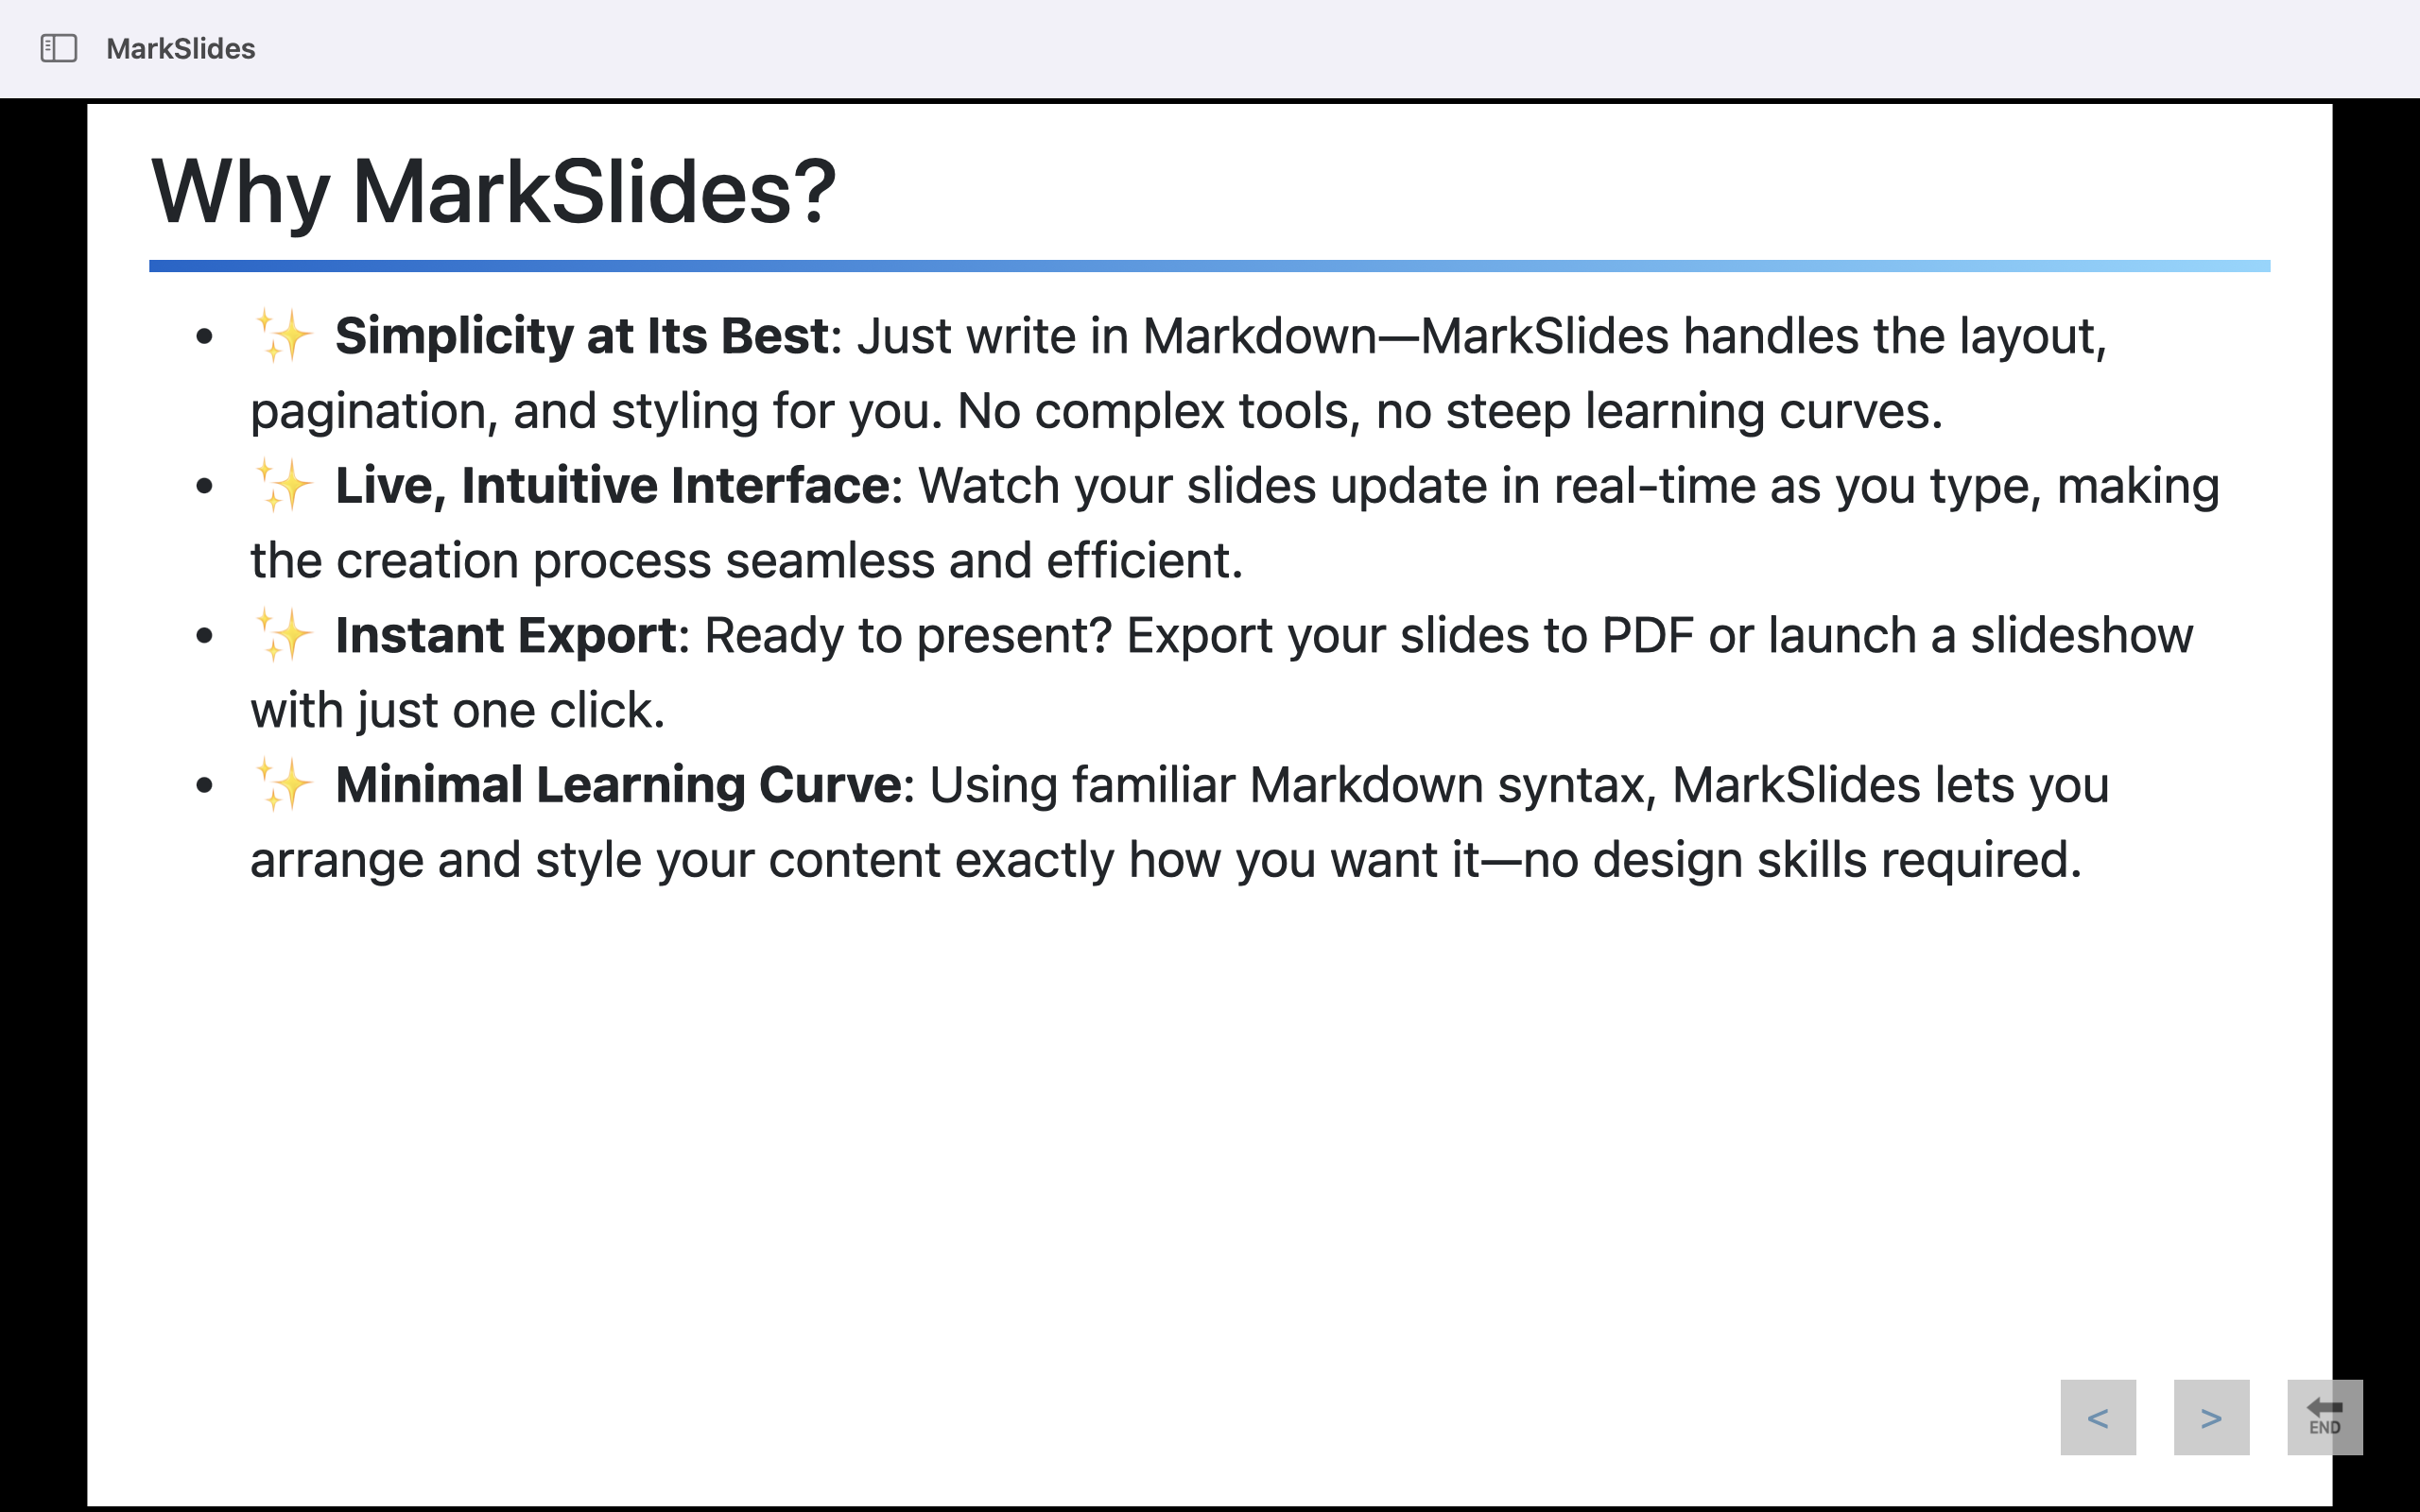 MarkSlides
Why MarkSlides?
• ✨ Simplicity at Its Best: Just write in Markdown—MarkSlides handles the layout,
pagination, and styling for you. No complex tools, no steep learning curves.
• ✨ Live, Intuitive Interface: Watch your slides update in real-time as you type, making
the creation process seamless and efficient.
• ✨ Instant Export: Ready to present? Export your slides to PDF or launch a slideshow
with just one click.
• ✨ Minimal Learning Curve: Using familiar Markdown syntax, MarkSlides lets you
arrange and style your content exactly how you want it—no design skills required.
< > END